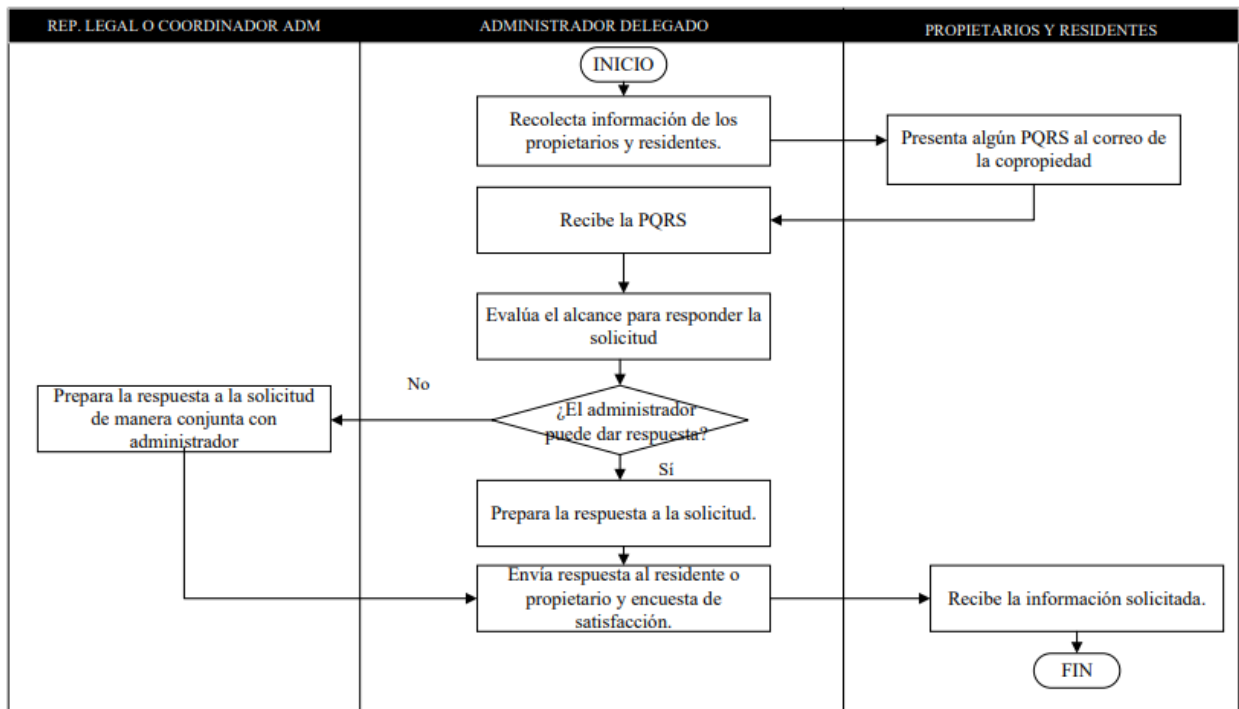 REP. LEGAL O COORDINADOR ADM
ADMINISTRADOR DELEGADO
PROPIETARIOS Y RESIDENTES
INICIO
Recolecta información de los
propietarios y residentes.
Presenta algún PQRS al correo de
la copropiedad
Recibe la PQRS
Evalúa el alcance para responder la
solicitud
¿El administrador
puede dar respuesta?
No
Prepara la respuesta a la solicitud
de manera conjunta con
administrador
Sí
Prepara la respuesta a la solicitud.
Envía respuesta al residente o
propietario y encuesta de
satisfacción.
Recibe la información solicitada.
FIN